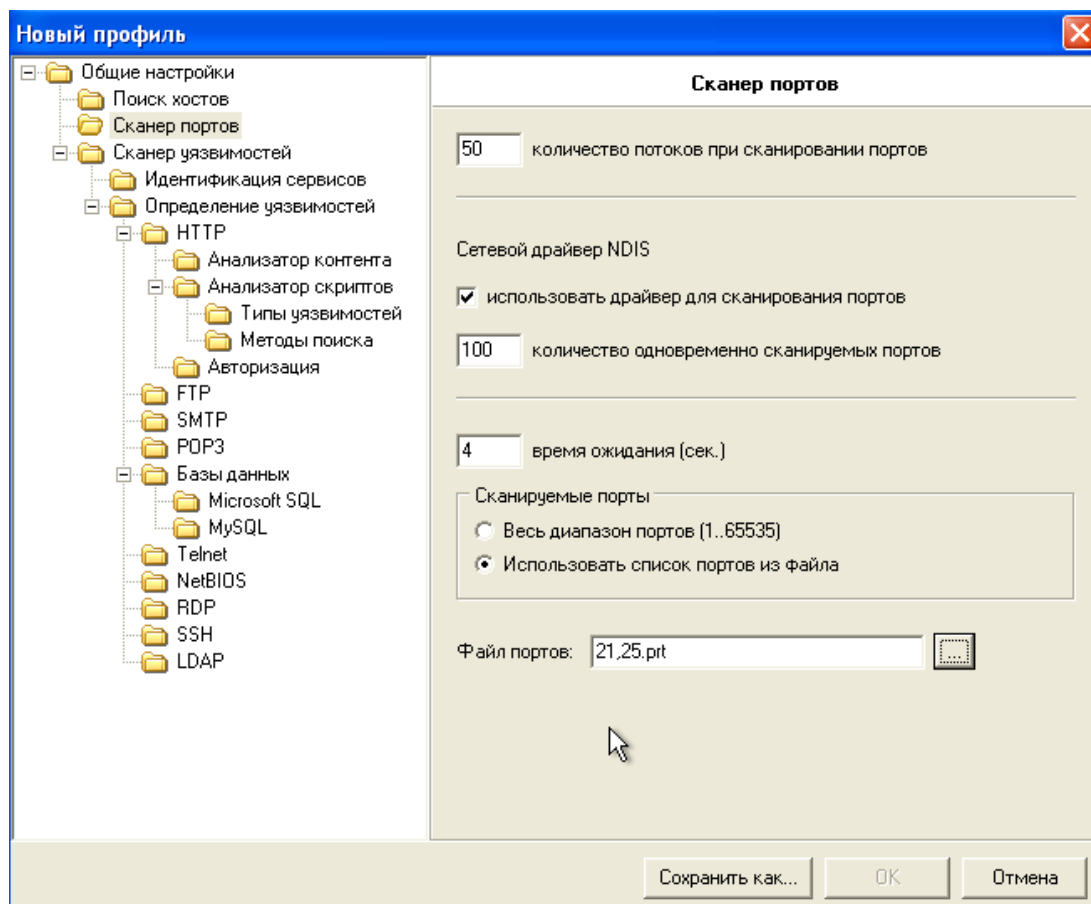 Новый профиль
Общие настройки
Поиск хостов
Сканер портов
Сканер уязвимостей
Идентификация сервисов
Определение уязвимостей
HTTP
Анализатор контента
Анализатор скриптов
Типы уязвимостей
Методы поиска
Авторизация
FTP
SMTP
POP3
Базы данных
Microsoft SQL
MySQL
Telnet
NetBIOS
RDP
SSH
LDAP
Сканер портов
50 количество потоков при сканировании портов
Сетевой драйвер NDIS
использовать драйвер для сканирования портов
100 количество одновременно сканируемых портов
4 время ожидания (сек.)
Сканируемые порты
Весь диапазон портов (1..65535)
Использовать список портов из файла
Файл портов: 21,25.prt ...
Сохранить как... OK Отмена